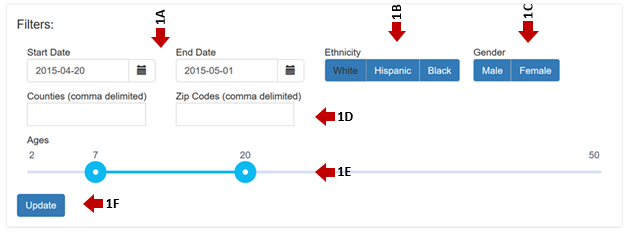 Filters:
1A
1B
1C
Start Date
End Date
Ethnicity
Gender
2015-04-20
2015-05-01
White
Hispanic
Black
Male
Female
Counties (comma delimited)
Zip Codes (comma delimited)
1D
Ages
2
7
20
50
1E
Update
1F